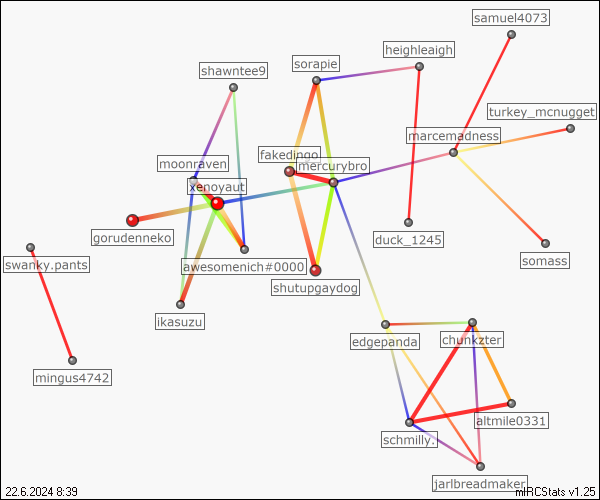 samuel4073
heighleaigh
sorapie
shawntee9
turkey_mcnugget
marcemadness
fakedingo
mercurybro
moonraven
xenoyaut
gorudenneko
duck_1245
somass
swanky.pants
awesomenich#0000
shutupgaydog
ikasuzu
edgepanda
chunkzter
mingus4742
altmile0331
schmilly.
jarlbreadmaker
22.6.2024 8:39
mIRCStats v1.25